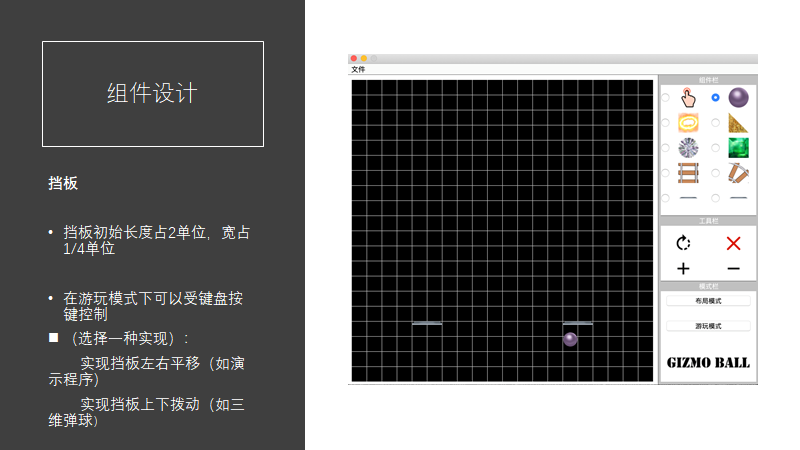 组件设计
挡板
• 挡板初始长度占2单位，宽占
1/4单位
• 在游玩模式下可以受键盘按
键控制
■ （选择一种实现）:
实现挡板左右平移（如演
示程序）
实现挡板上下拨动（如三
维弹球）
文件
组件栏
工具栏
模式栏
布局模式
游玩模式
GIZMO BALL